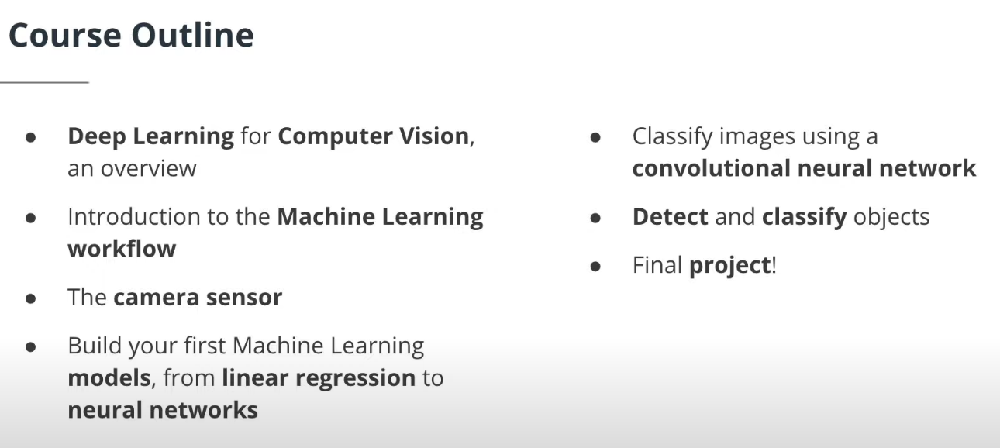 Course Outline
● Deep Learning for Computer Vision,
an overview
● Introduction to the Machine Learning
workflow
● The camera sensor
● Build your first Machine Learning
models, from linear regression to
neural networks
● Classify images using a
convolutional neural network
● Detect and classify objects
● Final project!